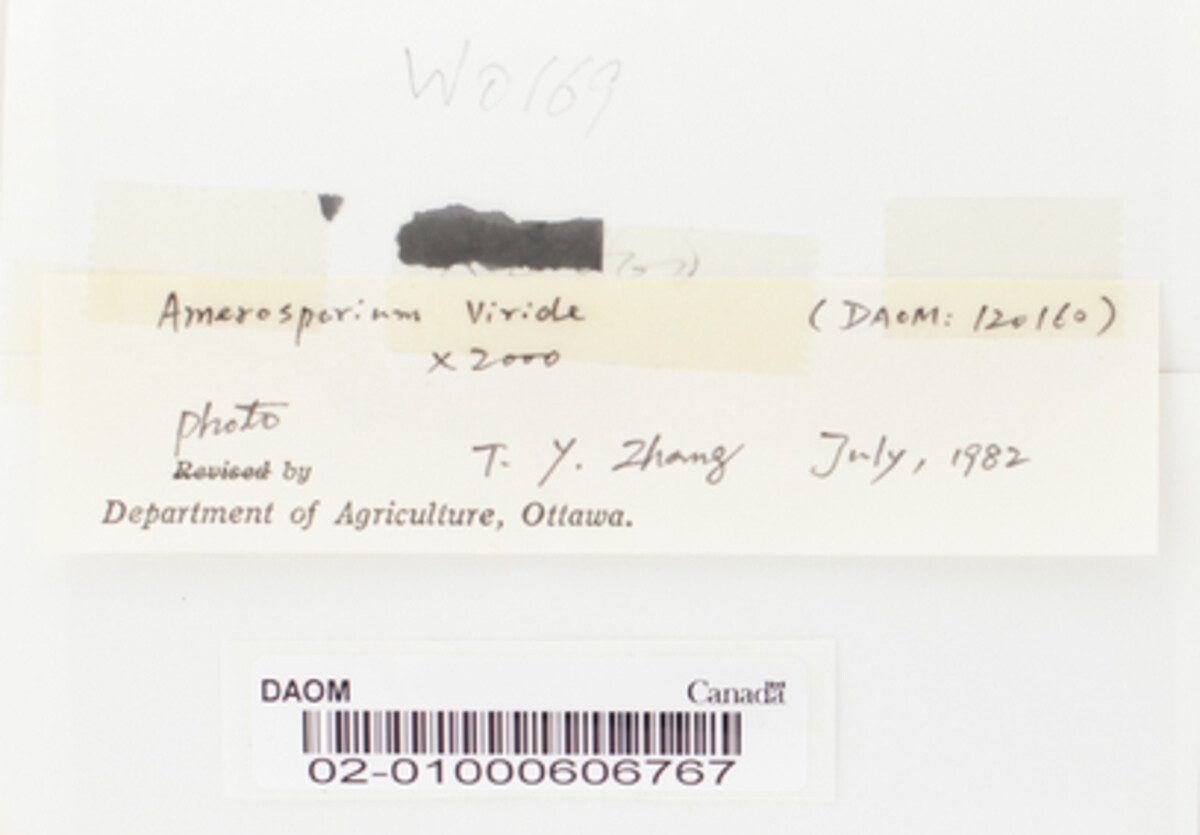 W0169
Amerosporium Viride (DAOM: 120160)
x 2000
photo
Revised by T. Y. Zhang July, 1982
Department of Agriculture, Ottawa.
DAOM Canada
02-01000606767